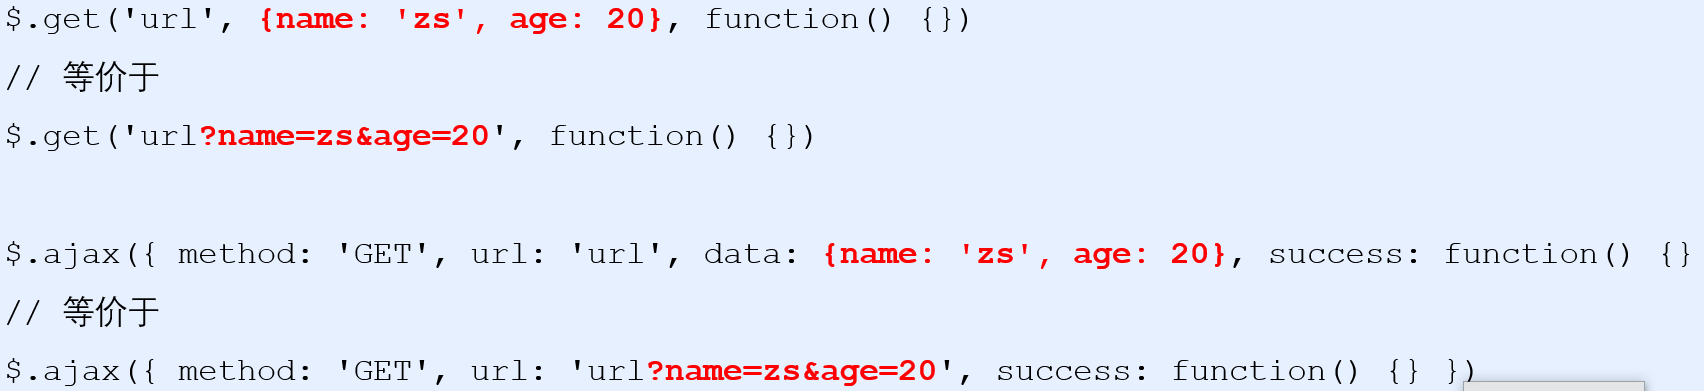 $.get('url', {name: 'zs', age: 20}, function() {})
// 等价于
$.get('url?name=zs&age=20', function() {})
$.ajax({ method: 'GET', url: 'url', data: {name: 'zs', age: 20}, success: function() {}
// 等价于
$.ajax({ method: 'GET', url: 'url?name=zs&age=20', success: function() {} })